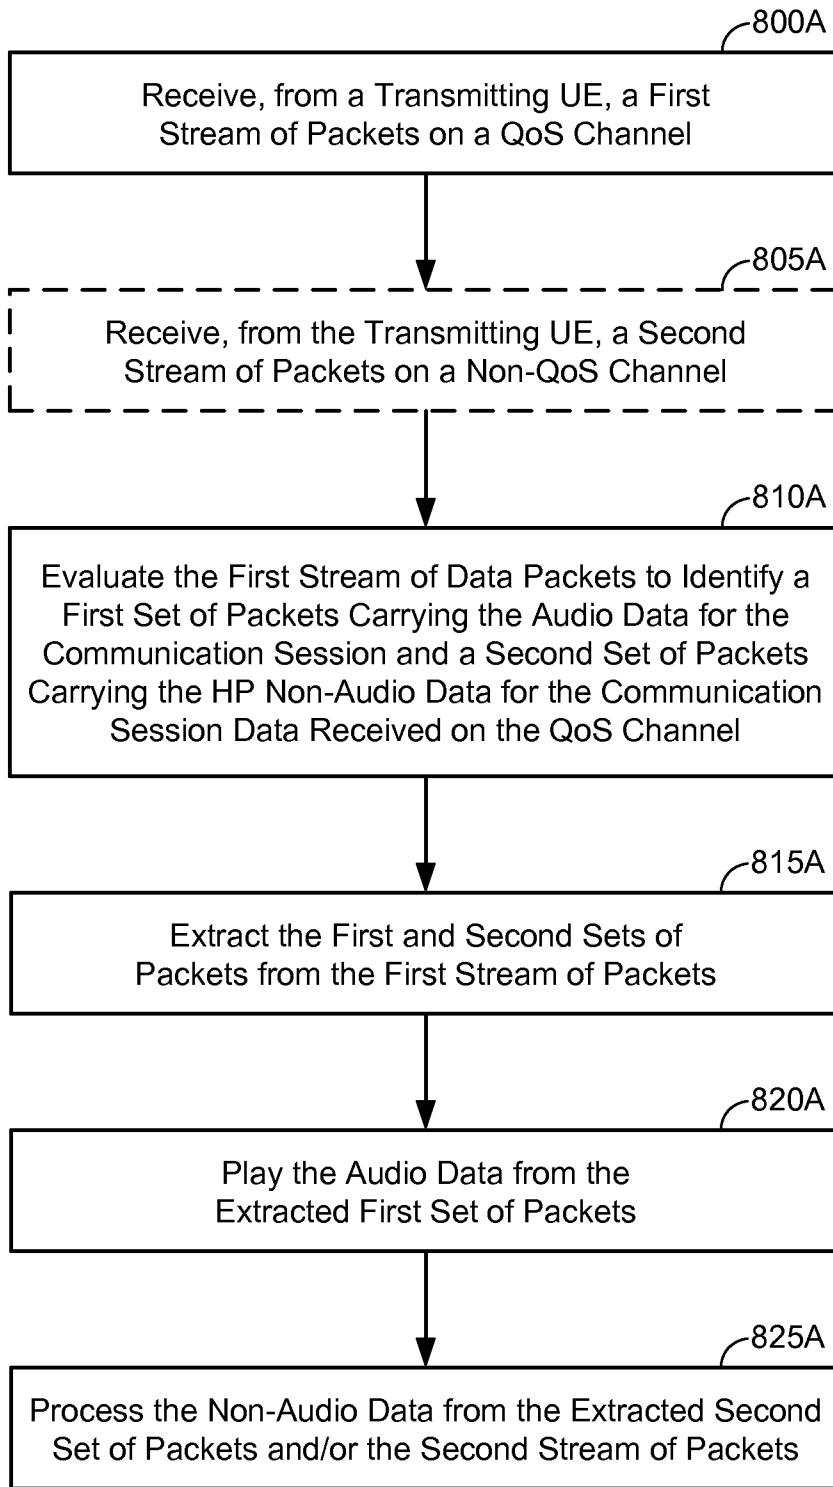 800A
Receive, from a Transmitting UE, a First
Stream of Packets on a QoS Channel
805A
Receive, from the Transmitting UE, a Second
Stream of Packets on a Non-QoS Channel
810A
Evaluate the First Stream of Data Packets to Identify a
First Set of Packets Carrying the Audio Data for the
Communication Session and a Second Set of Packets
Carrying the HP Non-Audio Data for the Communication
Session Data Received on the QoS Channel
815A
Extract the First and Second Sets of
Packets from the First Stream of Packets
820A
Play the Audio Data from the
Extracted First Set of Packets
825A
Process the Non-Audio Data from the Extracted Second
Set of Packets and/or the Second Stream of Packets